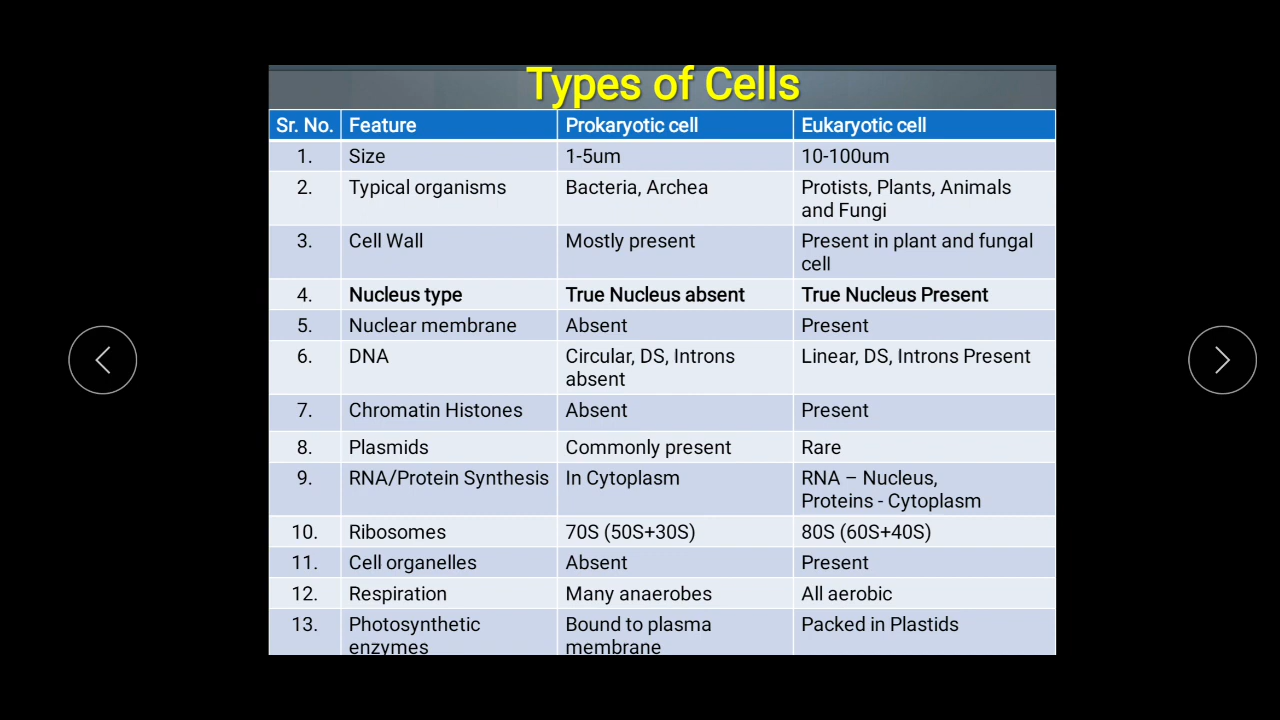 Types of Cells
Sr. No. Feature Prokaryotic cell Eukaryotic cell
1. Size 1-5um 10-100um
2. Typical organisms Bacteria, Archea Protists, Plants, Animals
and Fungi
3. Cell Wall Mostly present Present in plant and fungal
cell
4. Nucleus type True Nucleus absent True Nucleus Present
5. Nuclear membrane Absent Present
6. DNA Circular, DS, Introns Linear, DS, Introns Present
absent
7. Chromatin Histones Absent Present
8. Plasmids Commonly present Rare
9. RNA/Protein Synthesis In Cytoplasm RNA – Nucleus,
Proteins - Cytoplasm
10. Ribosomes 70S (50S+30S) 80S (60S+40S)
11. Cell organelles Absent Present
12. Respiration Many anaerobes All aerobic
13. Photosynthetic Bound to plasma Packed in Plastids
enzymes membrane